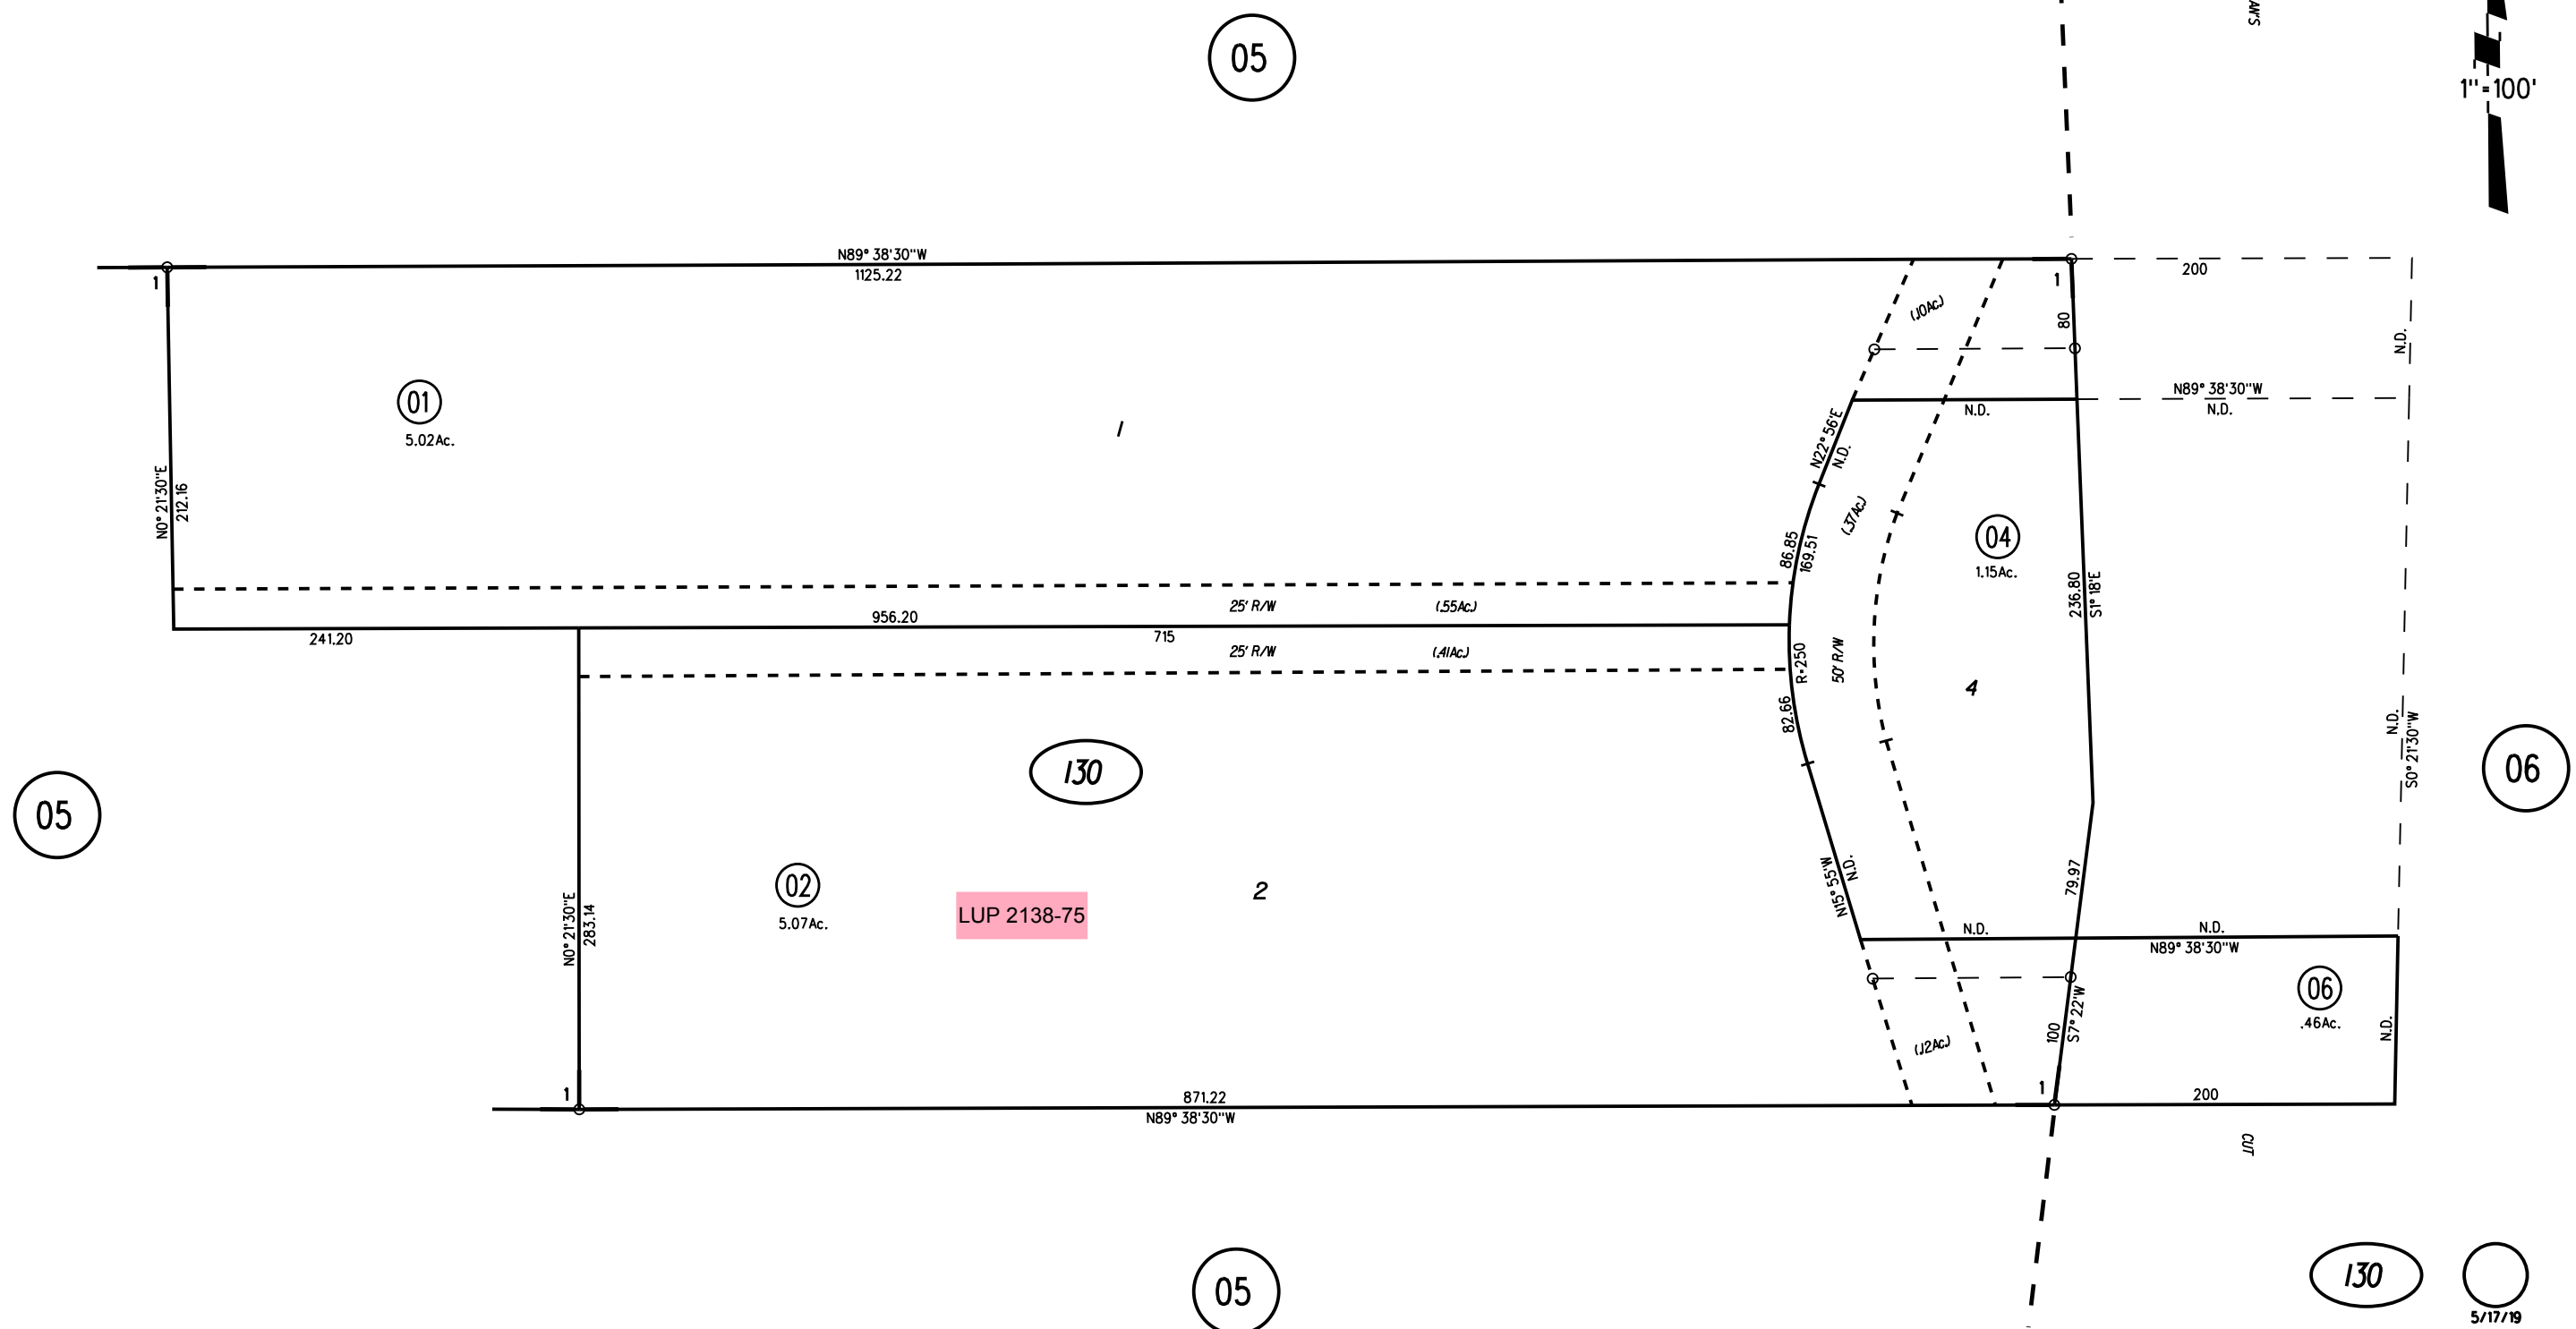 AN'S
05
1"=100'
N89° 38'30"W
1125.22
200
1
1
80
(.10Ac.)
N.D.
N89° 38'30"W
N.D.
N.D.
01
5.02Ac.
1
N22° 56'E
N.D.
N0° 21'30"E
212.16
(.37Ac.)
04
1.15Ac.
86.85
169.51
236.80
S1° 18'E
25' R/W
(.55Ac.)
956.20
241.20
715
25' R/W
(.41Ac.)
R=250
50' R/W
4
82.66
N.D.
S0° 21'30"W
130
05
06
02
5.07Ac.
2
LUP 2138-75
N0° 21'30"E
283.14
N15° 55'W
N.D.
79.97
N.D.
N.D.
N89° 38'30"W
06
.46Ac.
N.D.
100
S7° 22'W
(.12Ac.)
1
1
871.22
N89° 38'30"W
200
CUT
05
130
5/17/19